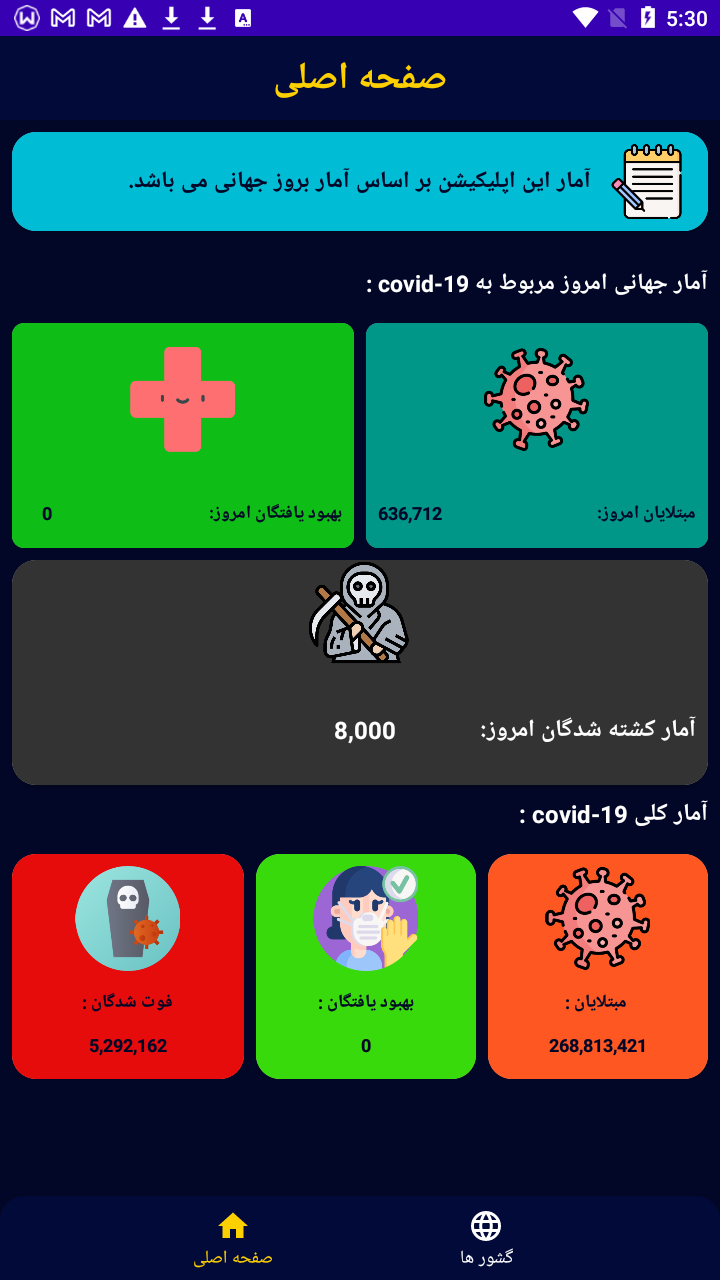 5:30
صفحه اصلی
آمار این اپلیکیشن بر اساس آمار بروز جهانی می باشد.
آمار جهانی امروز مربوط به covid-19 :
مبتلایان امروز: 636,712
بهبود یافتگان امروز: 0
آمار کشته شدگان امروز: 8,000
آمار کلی covid-19 :
مبتلایان :
268,813,421
بهبود یافتگان :
0
فوت شدگان :
5,292,162
گشور ها
صفحه اصلی